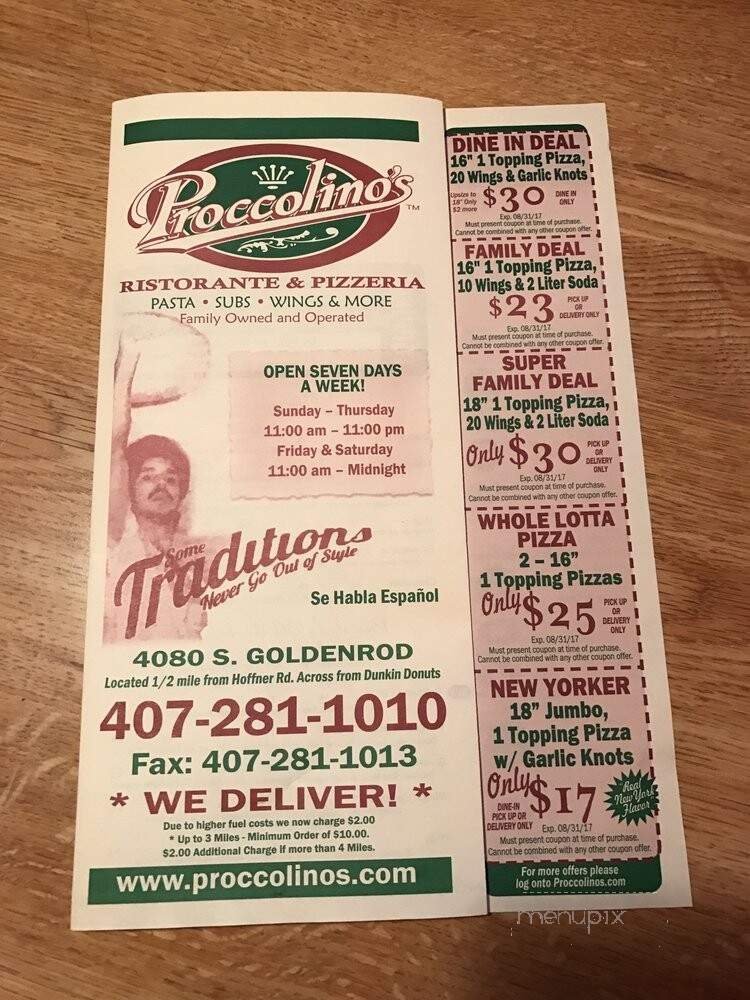 Proccolino's
TM
RISTORANTE & PIZZERIA
PASTA • SUBS • WINGS & MORE
Family Owned and Operated
OPEN SEVEN DAYS
A WEEK!
Sunday – Thursday
11:00 am – 11:00 pm
Friday & Saturday
11:00 am – Midnight
Some
Traditions
Never Go Out of Style
Se Habla Español
4080 S. GOLDENROD
Located 1/2 mile from Hoffner Rd. Across from Dunkin Donuts
407-281-1010
Fax: 407-281-1013
* WE DELIVER! *
Due to higher fuel costs we now charge $2.00
* Up to 3 Miles - Minimum Order of $10.00.
$2.00 Additional Charge if more than 4 Miles.
www.proccolinos.com
DINE IN DEAL
16" 1 Topping Pizza,
20 Wings & Garlic Knots
Upsize to
18" Only
$2 more
$30
DINE IN
ONLY
Exp. 08/31/17
Must present coupon at time of purchase.
Cannot be combined with any other coupon offer.
FAMILY DEAL
16" 1 Topping Pizza,
10 Wings & 2 Liter Soda
$23
PICK UP
OR
DELIVERY ONLY
Exp. 08/31/17
Must present coupon at time of purchase.
Cannot be combined with any other coupon offer.
SUPER
FAMILY DEAL
18" 1 Topping Pizza,
20 Wings & 2 Liter Soda
Only $30
PICK UP
OR
DELIVERY
ONLY
Exp. 08/31/17
Must present coupon at time of purchase.
Cannot be combined with any other coupon offer.
WHOLE LOTTA
PIZZA
2 – 16"
1 Topping Pizzas
Only $25
PICK UP
OR
DELIVERY
ONLY
Exp. 08/31/17
Must present coupon at time of purchase.
Cannot be combined with any other coupon offer.
NEW YORKER
18" Jumbo,
1 Topping Pizza
w/ Garlic Knots
Only $17
DINE-IN
PICK UP OR
DELIVERY ONLY
Real
New York
Flavor
Exp. 08/31/17
Must present coupon at time of purchase.
Cannot be combined with any other coupon offer.
For more offers please
log onto Proccolinos.com
menupix